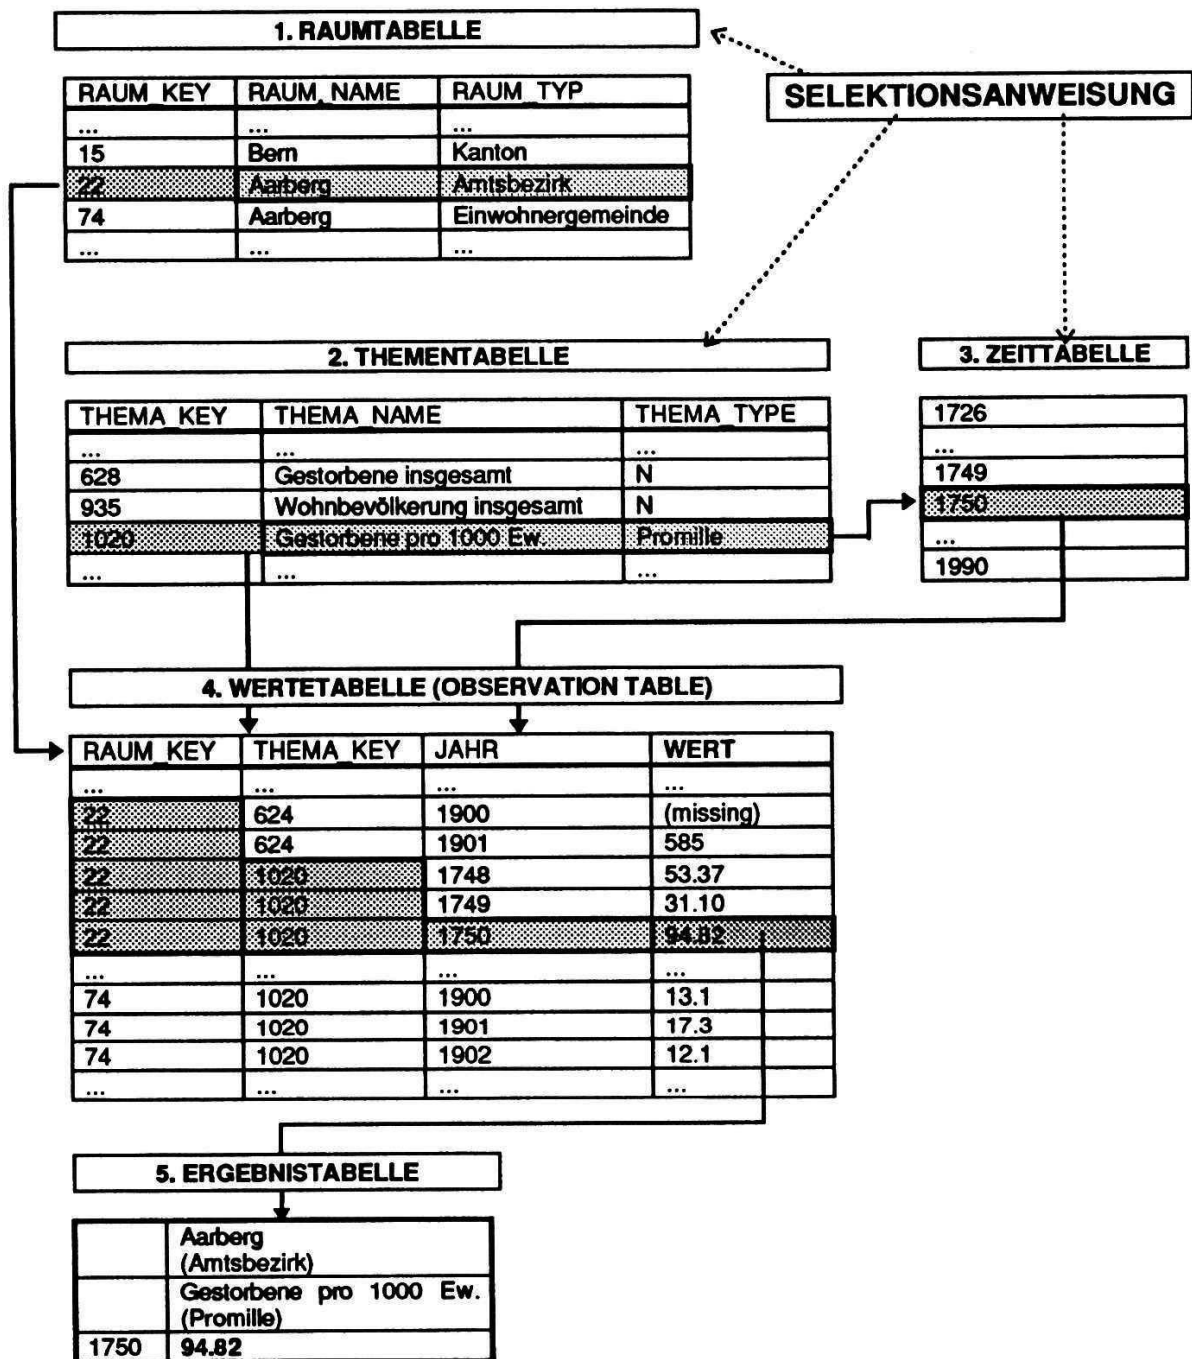 1. RAUMTABELLE
SELEKTIONSANWEISUNG
RAUM_KEY RAUM_NAME RAUM_TYP
... ... ...
15 Bern Kanton
22 Aarberg Amtsbezirk
74 Aarberg Einwohnergemeinde
... ... ...
2. THEMENTABELLE
THEMA_KEY THEMA_NAME THEMA_TYPE
... ... ...
628 Gestorbene insgesamt N
935 Wohnbevölkerung insgesamt N
1020 Gestorbene pro 1000 Ew. Promille
... ... ...
3. ZEITTABELLE
1726
...
1749
1750
...
1990
4. WERTETABELLE (OBSERVATION TABLE)
RAUM_KEY THEMA_KEY JAHR WERT
... ... ... ...
22 624 1900 (missing)
22 624 1901 585
22 1020 1748 53.37
22 1020 1749 31.10
22 1020 1750 94.82
... ... ... ...
74 1020 1900 13.1
74 1020 1901 17.3
74 1020 1902 12.1
... ... ... ...
5. ERGEBNISTABELLE
Aarberg
(Amtsbezirk)
Gestorbene pro 1000 Ew.
(Promille)
1750 94.82